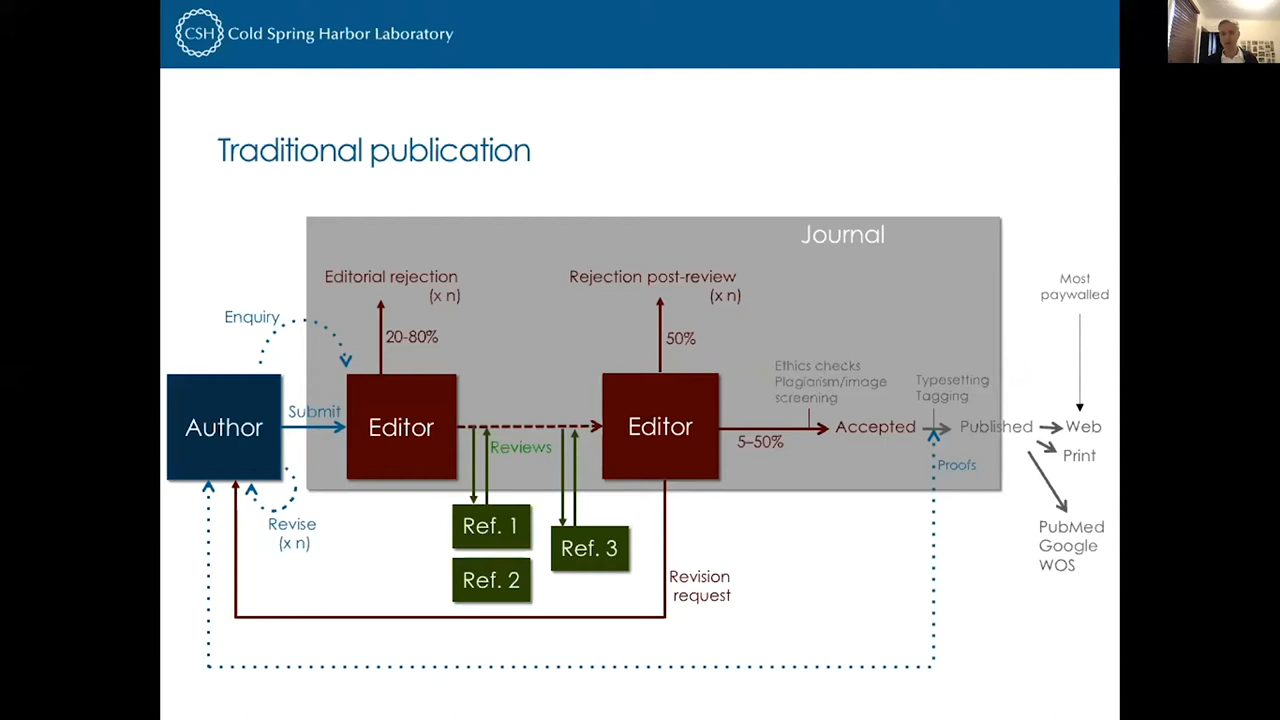 CSH Cold Spring Harbor Laboratory
Traditional publication
Journal
Editorial rejection
(x n)
Rejection post-review
(x n)
Most
paywalled
Enquiry
20-80%
50%
Ethics checks
Plagiarism/image
screening
Typesetting
Tagging
Author
Submit
Editor
Reviews
Editor
5–50%
Accepted
Published
Web
Print
Proofs
Revise
(x n)
Ref. 1
Ref. 2
Ref. 3
Revision
request
PubMed
Google
WOS